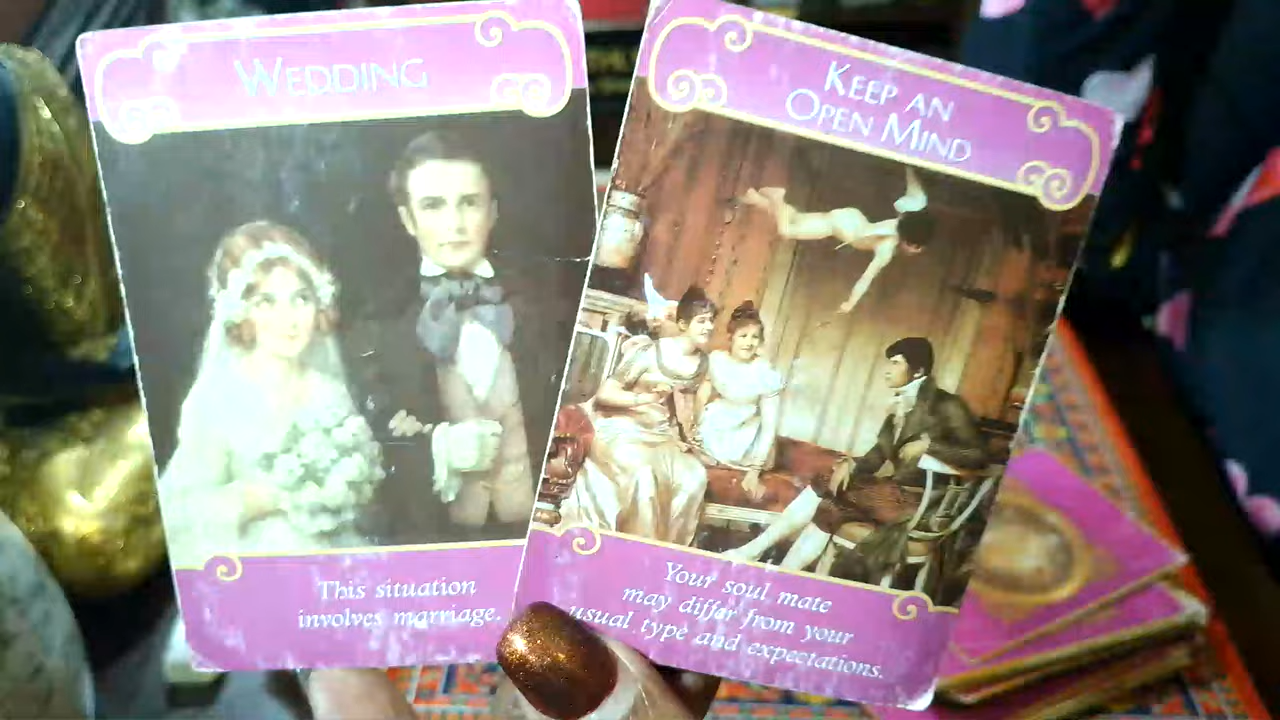 WEDDING
This situation
involves marriage.
KEEP AN
OPEN MIND
Your soul mate
may differ from your
usual type and expectations.